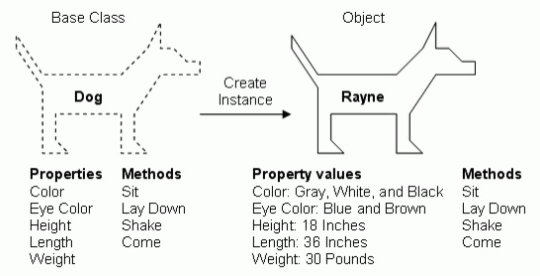 Base Class
Object
Dog
Create
Instance
Rayne
Properties
Color
Eye Color
Height
Length
Weight
Methods
Sit
Lay Down
Shake
Come
Property values
Color: Gray, White, and Black
Eye Color: Blue and Brown
Height: 18 Inches
Length: 36 Inches
Weight: 30 Pounds
Methods
Sit
Lay Down
Shake
Come